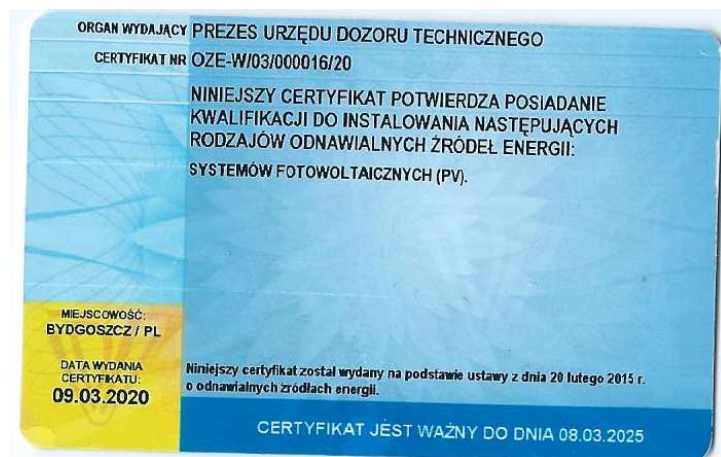 ORGAN WYDAJĄCY PREZES URZĘDU DOZORU TECHNICZNEGO
CERTYFIKAT NR OZE-W/03/000016/20
NINIEJSZY CERTYFIKAT POTWIERDZA POSIADANIE
KWALIFIKACJI DO INSTALOWANIA NASTĘPUJĄCYCH
RODZAJÓW ODNAWIALNYCH ŹRÓDEŁ ENERGII:
SYSTEMÓW FOTOWOLTAICZNYCH (PV).
MIEJSCOWOŚĆ:
BYDGOSZCZ / PL
DATA WYDANIA
CERTYFIKATU:
09.03.2020
Niniejszy certyfikat został wydany na podstawie ustawy z dnia 20 lutego 2015 r.
o odnawialnych źródłach energii.
CERTYFIKAT JEST WAŻNY DO DNIA 08.03.2025